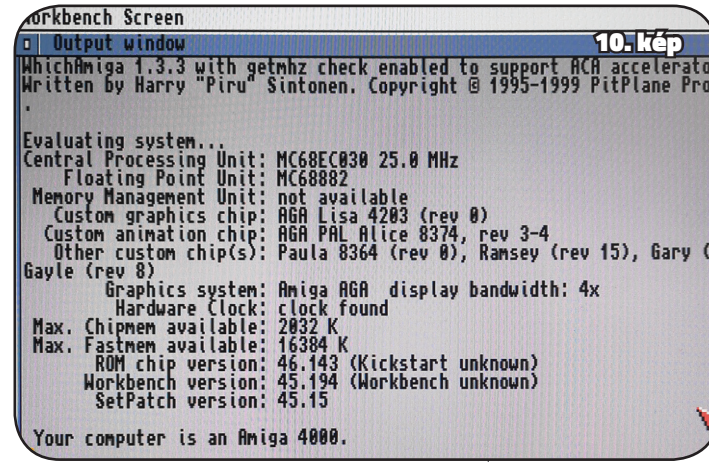 Workbench Screen
Output window
10. kép
WhichAmiga 1.3.3 with getmhz check enabled to support ACA accelerato
Written by Harry "Piru" Sintonen. Copyright © 1995-1999 PitPlane Pro
.
Evaluating system...
Central Processing Unit: MC68EC030 25.0 MHz
Floating Point Unit: MC68882
Memory Management Unit: not available
Custom graphics chip: AGA Lisa 4203 (rev 0)
Custom animation chip: AGA PAL Alice 8374, rev 3-4
Other custom chip(s): Paula 8364 (rev 0), Ramsey (rev 15), Gary (
Gayle (rev 8)
Graphics system: Amiga AGA display bandwidth: 4x
Hardware Clock: clock found
Max. Chipmem available: 2032 K
Max. Fastmem available: 16384 K
ROM chip version: 46.143 (Kickstart unknown)
Workbench version: 45.194 (Workbench unknown)
SetPatch version: 45.15
Your computer is an Amiga 4000.